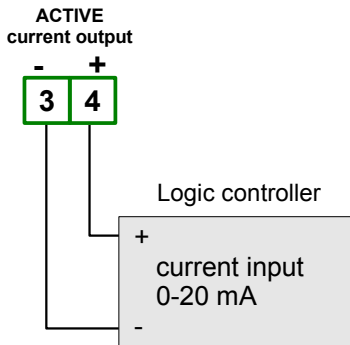 ACTIVE
current output
- +
3 4
Logic controller
+
current input
0-20 mA
-